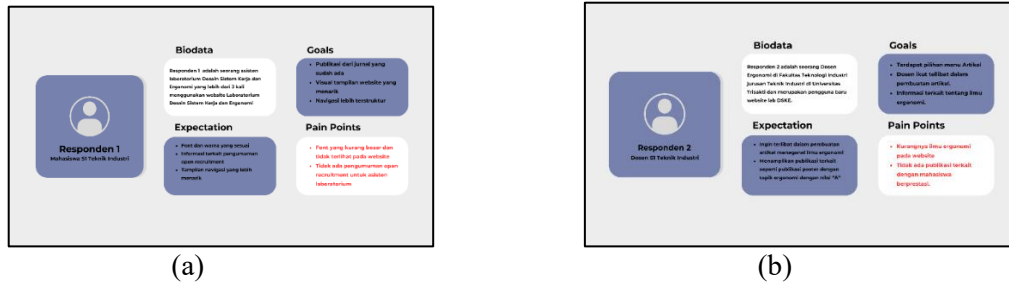 Responden 1
Mahasiswa S1 Teknik Industri
Biodata
Responden 1 adalah seorang asisten
laboratorium Desain Sistem Kerja dan
Ergonomi yang lebih dari 2 kali
menggunakan website Laboratorium
Desain Sistem Kerja dan Ergonomi
Goals
• Publikasi dari jurnal yang
sudah ada
• Visual tampilan website yang
menarik
• Navigasi lebih terstruktur
Expectation
• Font dan warna yang sesuai
• Informasi terkait pengumuman
open recruitment
• Tampilan navigasi yang lebih
menarik
Pain Points
• Font yang kurang besar dan
tidak terlihat pada website
• Tidak ada pengumuman open
recruitment untuk asisten
laboratorium
(a)
Responden 2
Dosen S1 Teknik Industri
Biodata
Responden 2 adalah seorang Dosen
Ergonomi di Fakultas Teknologi Industri
Jurusan Teknik Industri di Universitas
Trisakti dan merupakan pengguna baru
website lab DSKE.
Goals
• Terdapat pilihan menu Artikel
• Dosen ikut terlibat dalam
pembuatan artikel.
• Informasi terkait tentang ilmu
ergonomi.
Expectation
• Ingin terlibat dalam pembuatan
artikel mengenai ilmu ergonomi
• Menampilkan publikasi terkait
seperti publikasi poster dengan
topik ergonomi dengan nilai "A"
Pain Points
• Kurangnya ilmu ergonomi
pada website
• Tidak ada publikasi terkait
dengan mahasiswa
berprestasi.
(b)